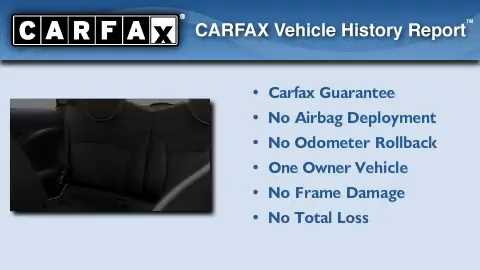 CARFAX® CARFAX Vehicle History Report™
• Carfax Guarantee
• No Airbag Deployment
• No Odometer Rollback
• One Owner Vehicle
• No Frame Damage
• No Total Loss